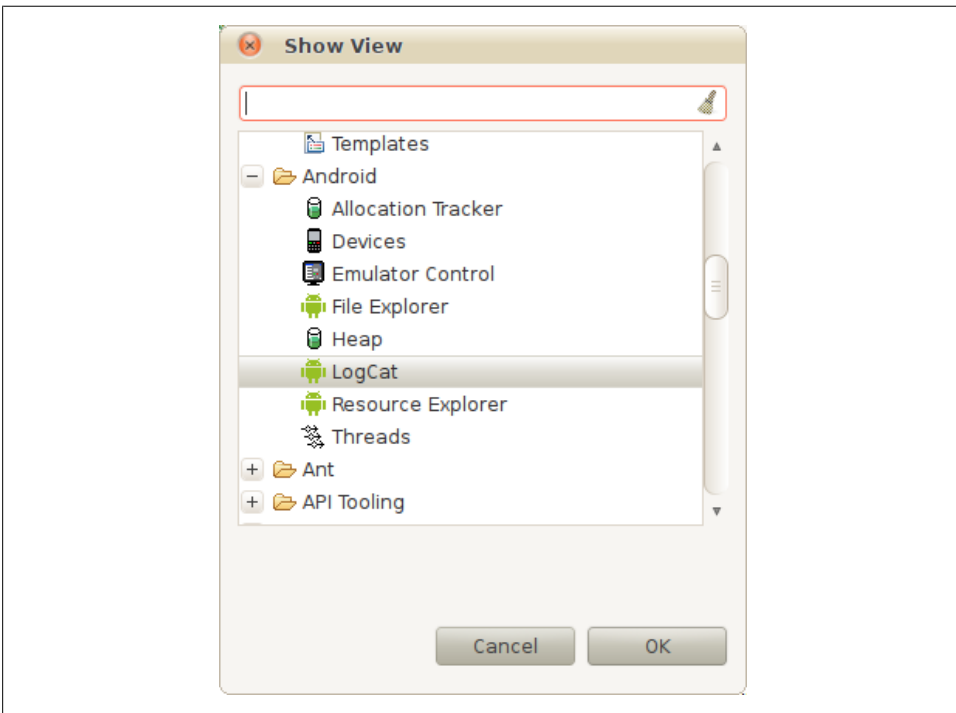 Show View
Templates
Android
Allocation Tracker
Devices
Emulator Control
File Explorer
Heap
LogCat
Resource Explorer
Threads
Ant
API Tooling
Cancel
OK